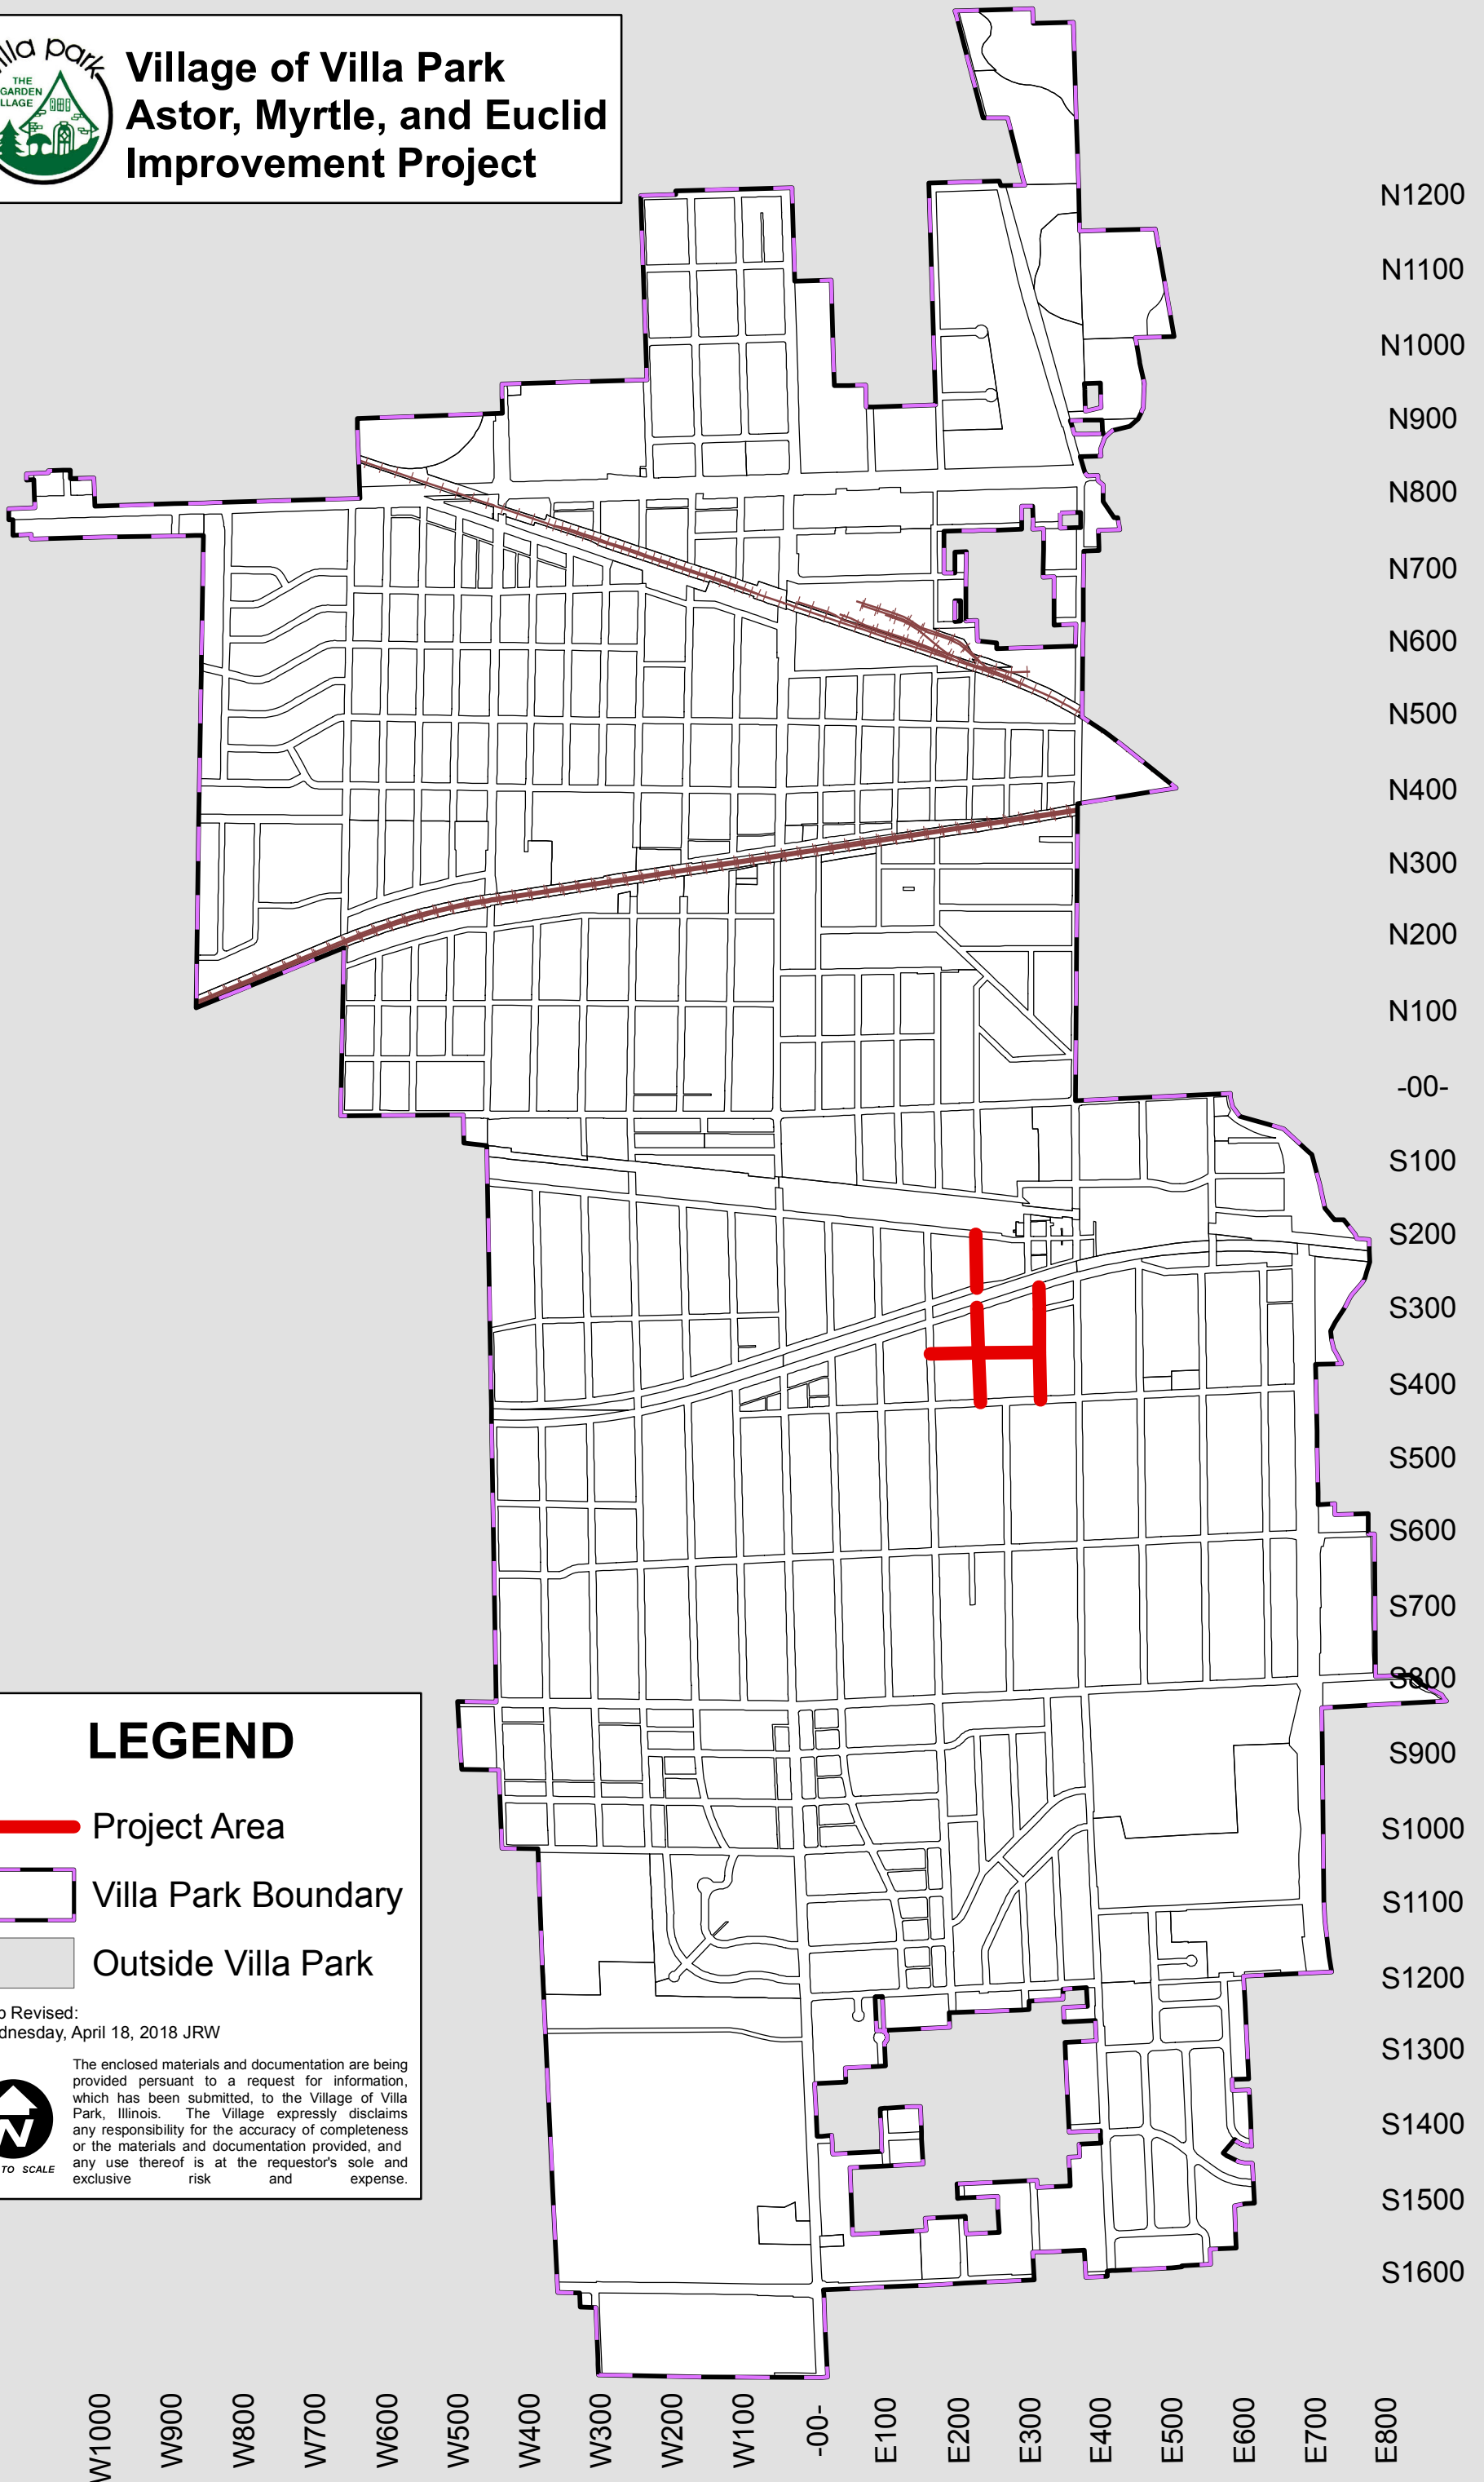 Villa Park
THE
GARDEN
VILLAGE
Village of Villa Park
Astor, Myrtle, and Euclid
Improvement Project
N1200
N1100
N1000
N900
N800
N700
N600
N500
N400
N300
N200
N100
-00-
S100
S200
S300
S400
S500
S600
S700
S800
S900
S1000
S1100
S1200
S1300
S1400
S1500
S1600
LEGEND
Project Area
Villa Park Boundary
Outside Villa Park
p Revised:
dnesday, April 18, 2018 JRW
The enclosed materials and documentation are being
provided persuant to a request for information,
which has been submitted, to the Village of Villa
Park, Illinois. The Village expressly disclaims
any responsibility for the accuracy of completeness
or the materials and documentation provided, and
any use thereof is at the requestor's sole and
exclusive risk and expense.
N
TO SCALE
W1000
W900
W800
W700
W600
W500
W400
W300
W200
W100
-00-
E100
E200
E300
E400
E500
E600
E700
E800